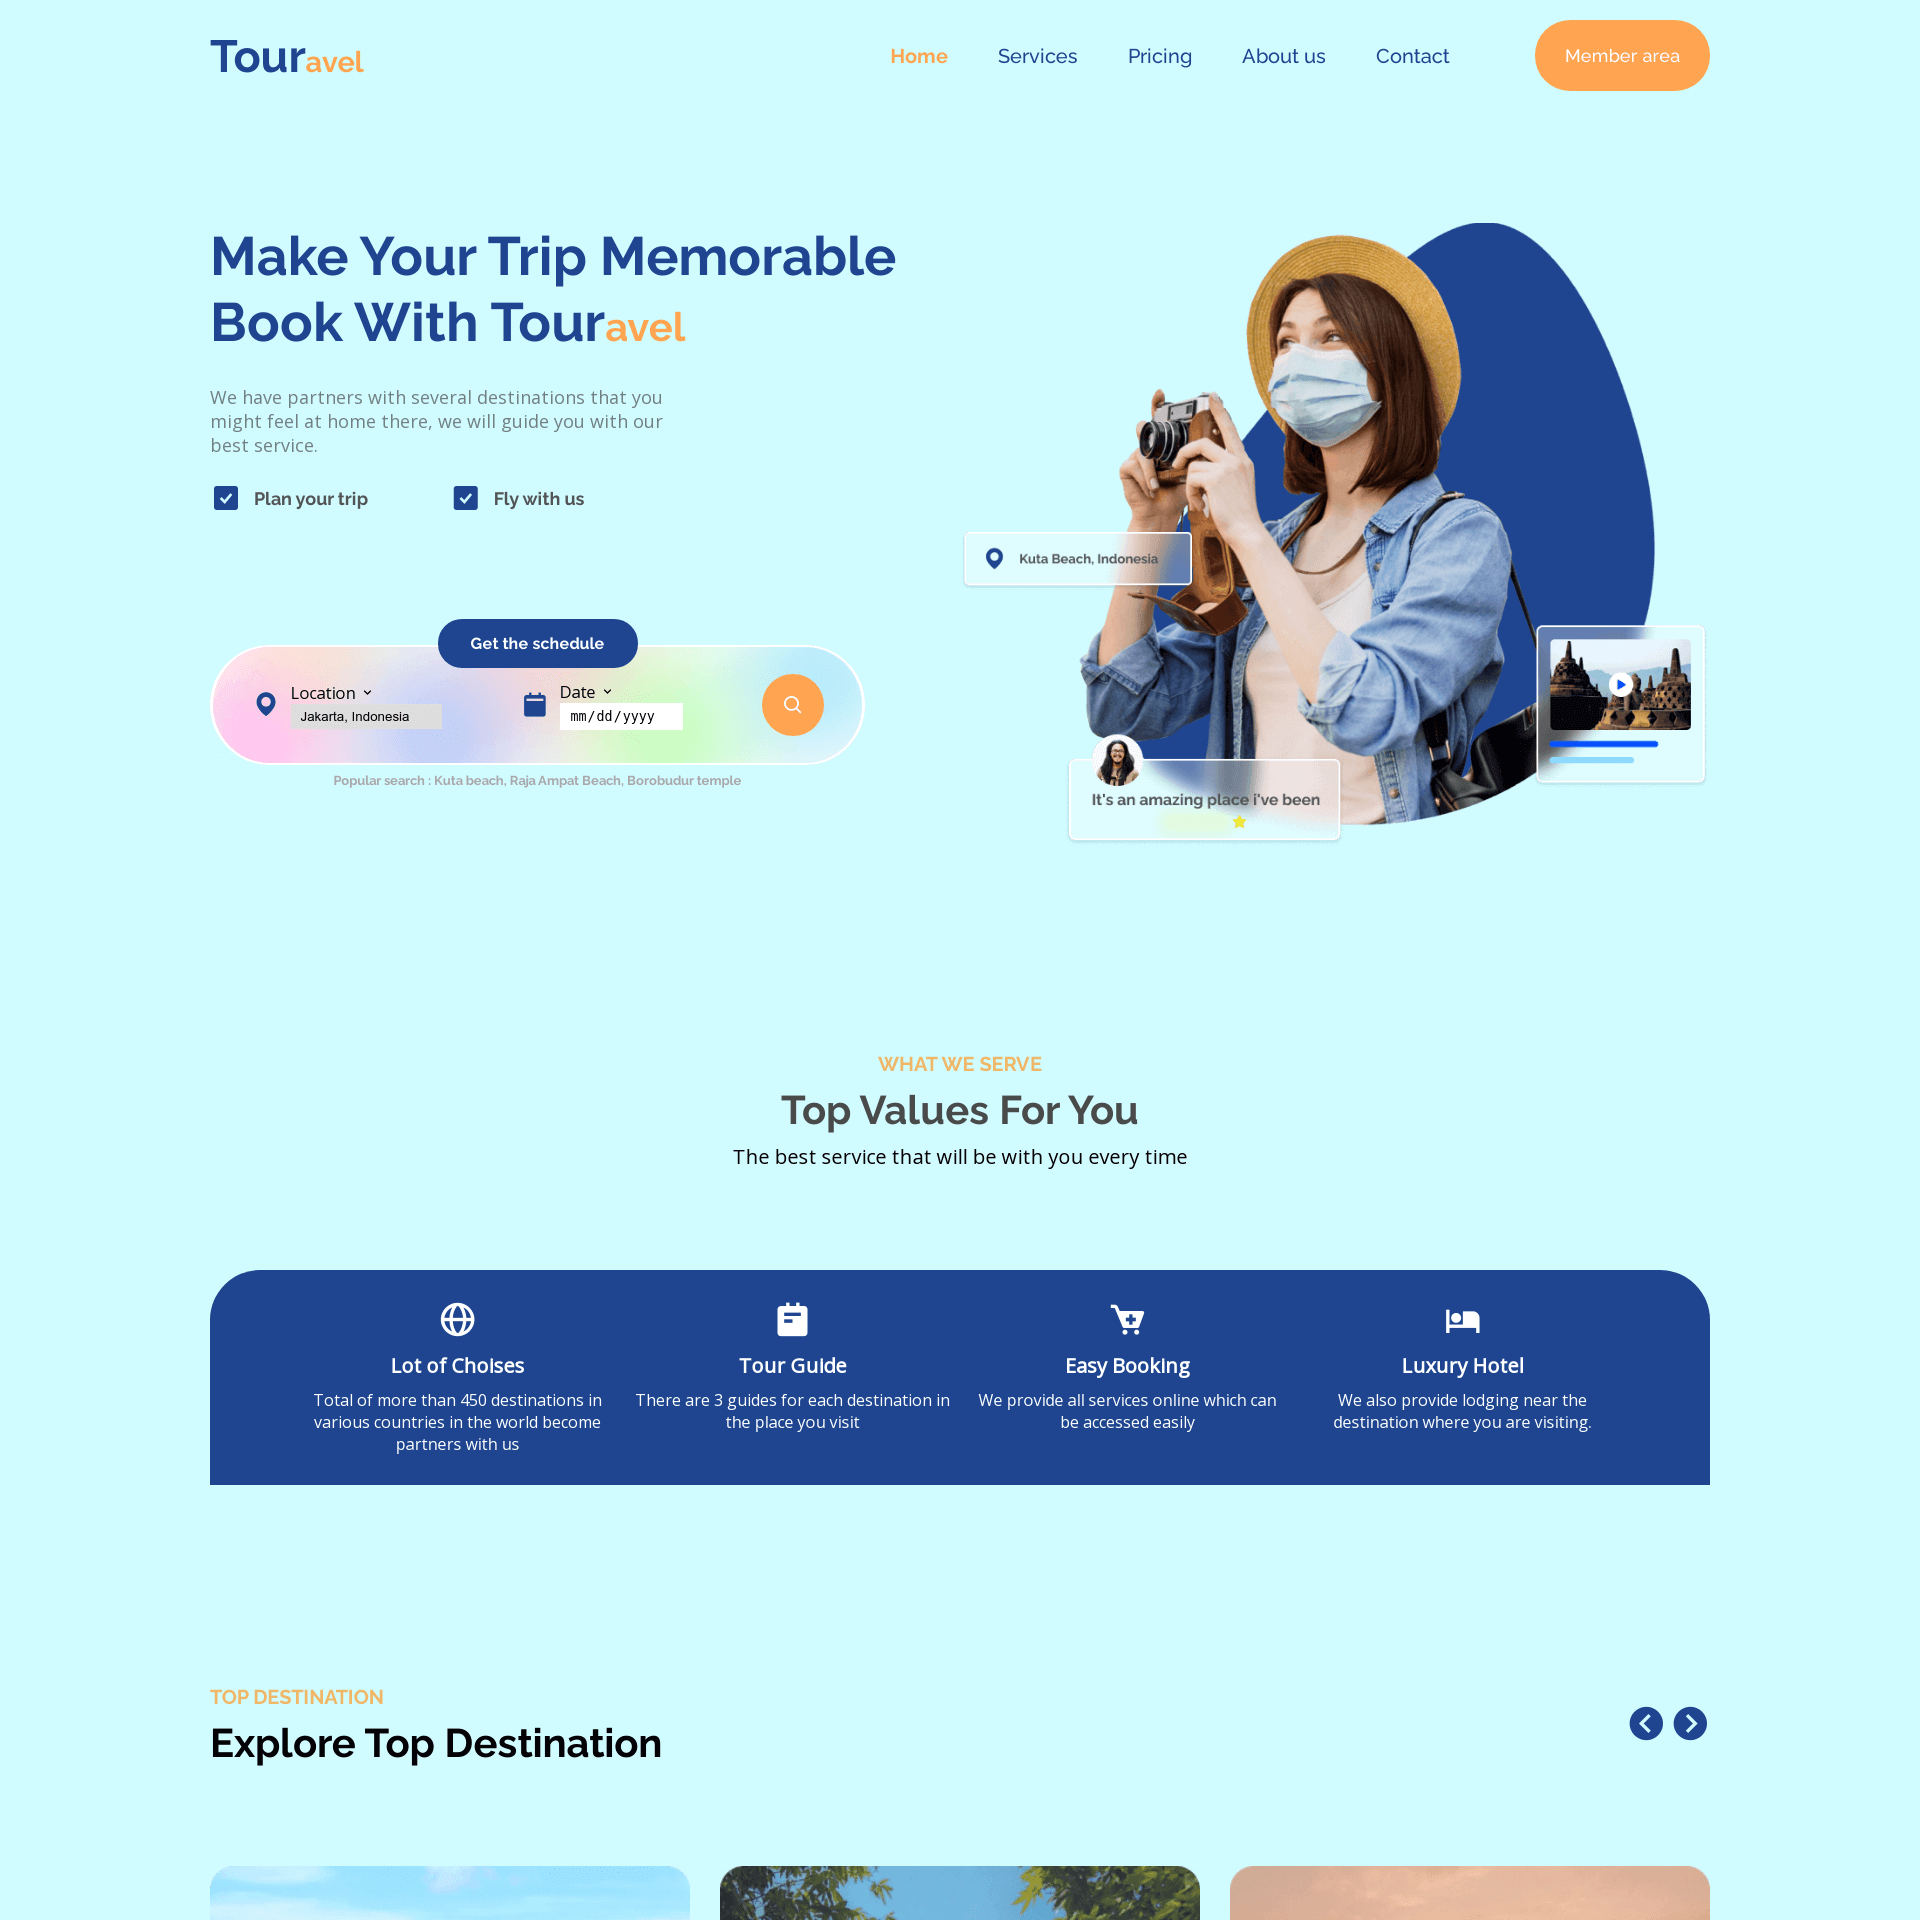 Touravel
Home
Services
Pricing
About us
Contact
Member area
Make Your Trip Memorable
Book With Touravel
We have partners with several destinations that you
might feel at home there, we will guide you with our
best service.
Plan your trip
Fly with us
Kuta Beach, Indonesia
Get the schedule
Location
Jakarta, Indonesia
Date
mm/dd/yyyy
Popular search : Kuta beach, Raja Ampat Beach, Borobudur temple
It's an amazing place i've been
WHAT WE SERVE
Top Values For You
The best service that will be with you every time
Lot of Choises
Total of more than 450 destinations in
various countries in the world become
partners with us
Tour Guide
There are 3 guides for each destination in
the place you visit
Easy Booking
We provide all services online which can
be accessed easily
Luxury Hotel
We also provide lodging near the
destination where you are visiting.
TOP DESTINATION
Explore Top Destination